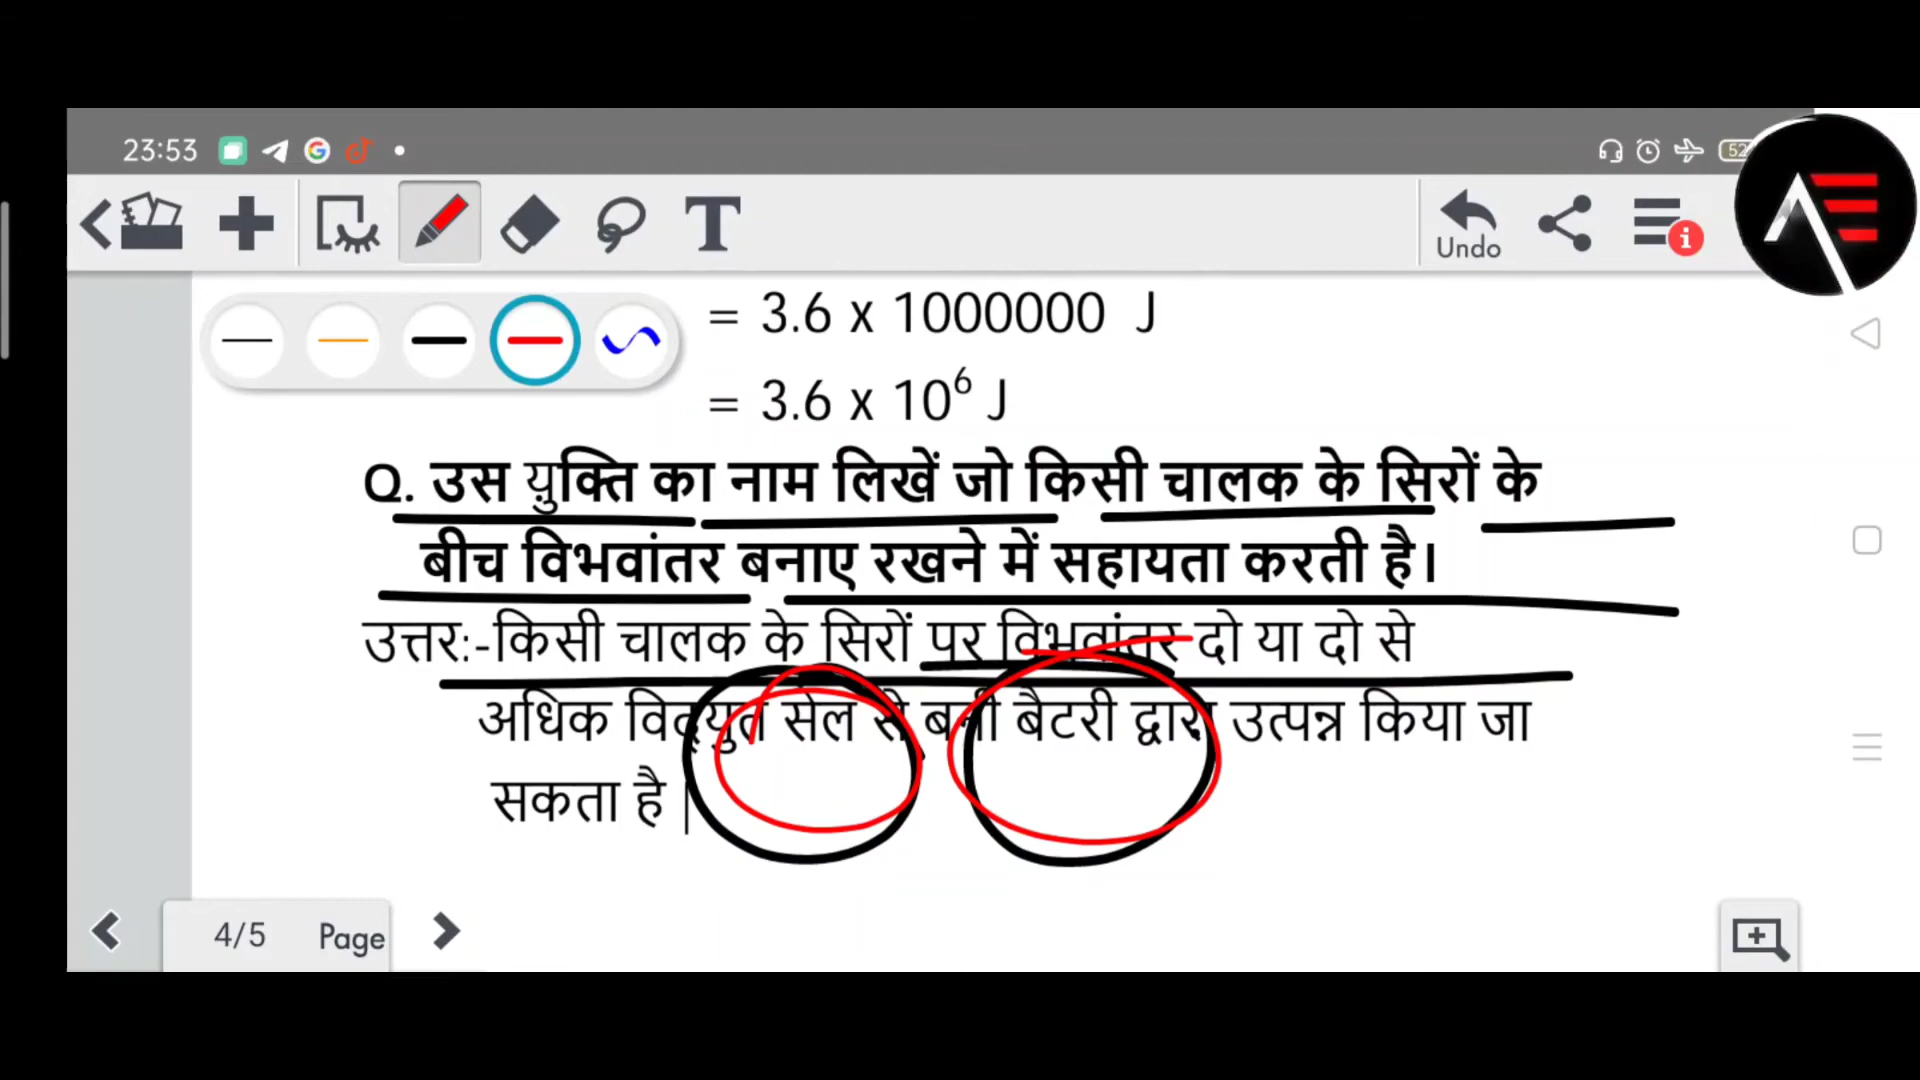 23:53
52
Undo
= 3.6 x 1000000 J
= 3.6 x 10⁶ J
Q. उस युक्ति का नाम लिखें जो किसी चालक के सिरों के
बीच विभवांतर बनाए रखने में सहायता करती है।
उत्तर:-किसी चालक के सिरों पर विभवांतर दो या दो से
अधिक विद्युत सेल से बनी बैटरी द्वारा उत्पन्न किया जा
सकता है |
4/5 Page